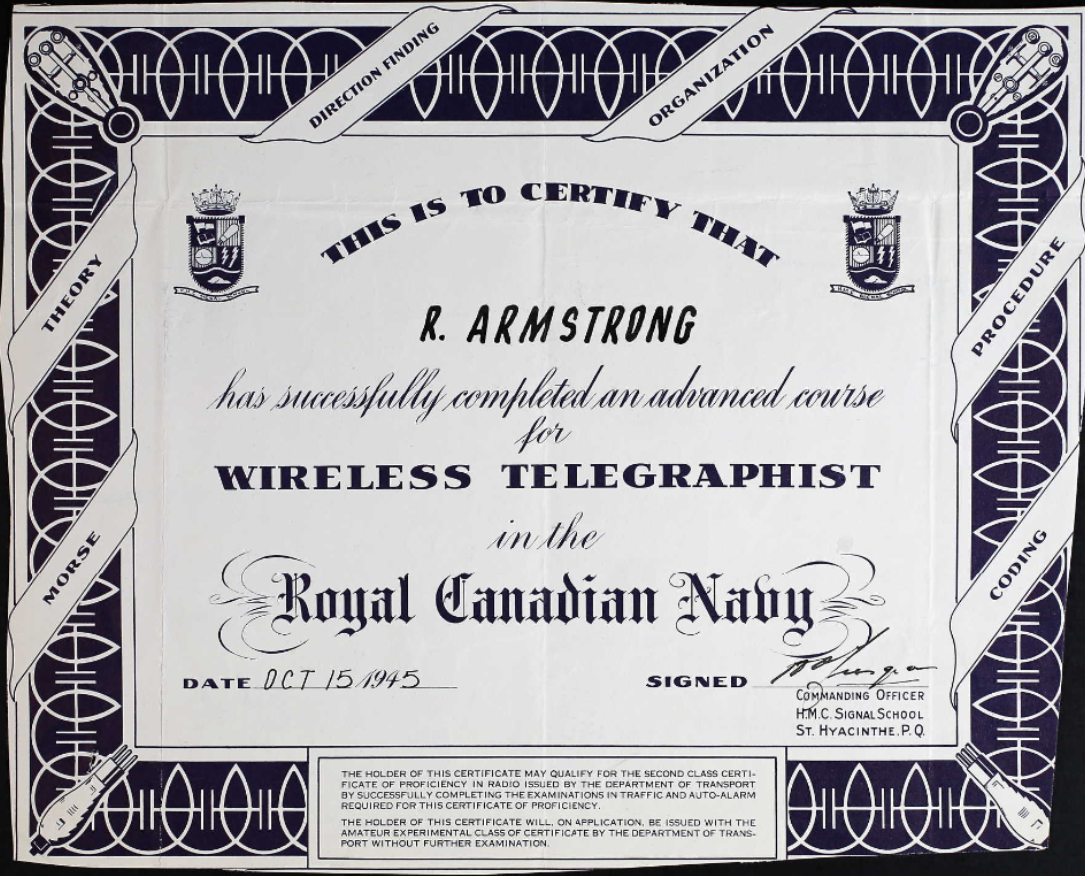 DIRECTION FINDING
ORGANIZATION
THEORY
PROCEDURE
MORSE
CODING
THIS IS TO CERTIFY THAT
H.M.C. SIGNAL SCHOOL
H.M.C. SIGNAL SCHOOL
R. ARMSTRONG
has successfully completed an advanced course
for
WIRELESS TELEGRAPHIST
in the
Royal Canadian Navy
DATE OCT 15 1945
SIGNED
COMMANDING OFFICER
H.M.C. SIGNAL SCHOOL
ST. HYACINTHE, P.Q.
THE HOLDER OF THIS CERTIFICATE MAY QUALIFY FOR THE SECOND CLASS CERTI-
FICATE OF PROFICIENCY IN RADIO ISSUED BY THE DEPARTMENT OF TRANSPORT
BY SUCCESSFULLY COMPLETING THE EXAMINATIONS IN TRAFFIC AND AUTO-ALARM
REQUIRED FOR THIS CERTIFICATE OF PROFICIENCY.
THE HOLDER OF THIS CERTIFICATE WILL, ON APPLICATION, BE ISSUED WITH THE
AMATEUR EXPERIMENTAL CLASS OF CERTIFICATE BY THE DEPARTMENT OF TRANS-
PORT WITHOUT FURTHER EXAMINATION.